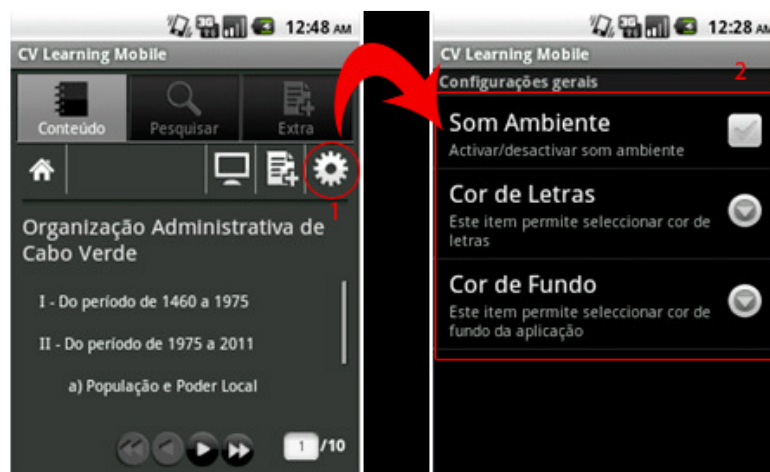 12:48 AM
CV Learning Mobile
Conteúdo
Pesquisar
Extra
1
Organização Administrativa de
Cabo Verde
I - Do período de 1460 a 1975
II - Do período de 1975 a 2011
a) População e Poder Local
1 /10
3G
12:28 AM
CV Learning Mobile
Configurações gerais
2
Som Ambiente
Activar/desactivar som ambiente
Cor de Letras
Este item permite seleccionar cor de
letras
Cor de Fundo
Este item permite seleccionar cor de
fundo da aplicação